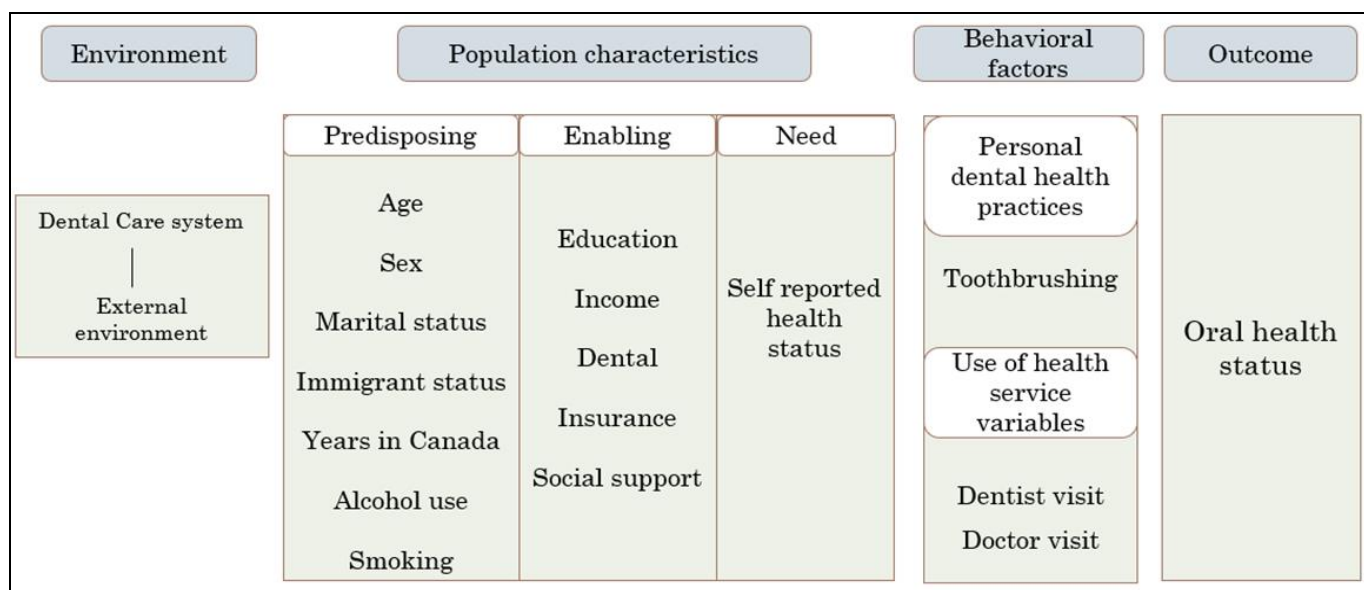 Environment
Population characteristics
Behavioral
factors
Outcome
Dental Care system
External
environment
Predisposing
Age
Sex
Marital status
Immigrant status
Years in Canada
Alcohol use
Smoking
Enabling
Education
Income
Dental
Insurance
Social support
Need
Self reported
health
status
Personal
dental health
practices
Toothbrushing
Use of health
service
variables
Dentist visit
Doctor visit
Oral health
status